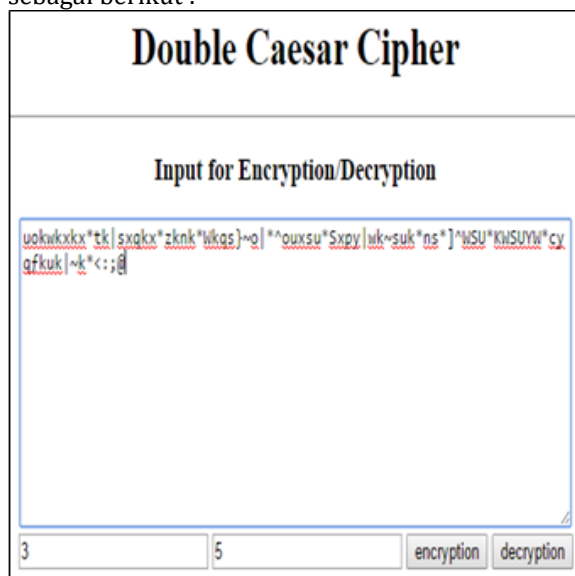 sebagai berikut :
Double Caesar Cipher
Input for Encryption/Decryption
uokwkxkx*tk|sxqkx*zknk*Wkqs}~o|*^ouxsu*Sxpy|wk~suk*ns*]^WSU*KWSUYW*cy
qƒkuk|~k*<:;@
3 5 encryption decryption